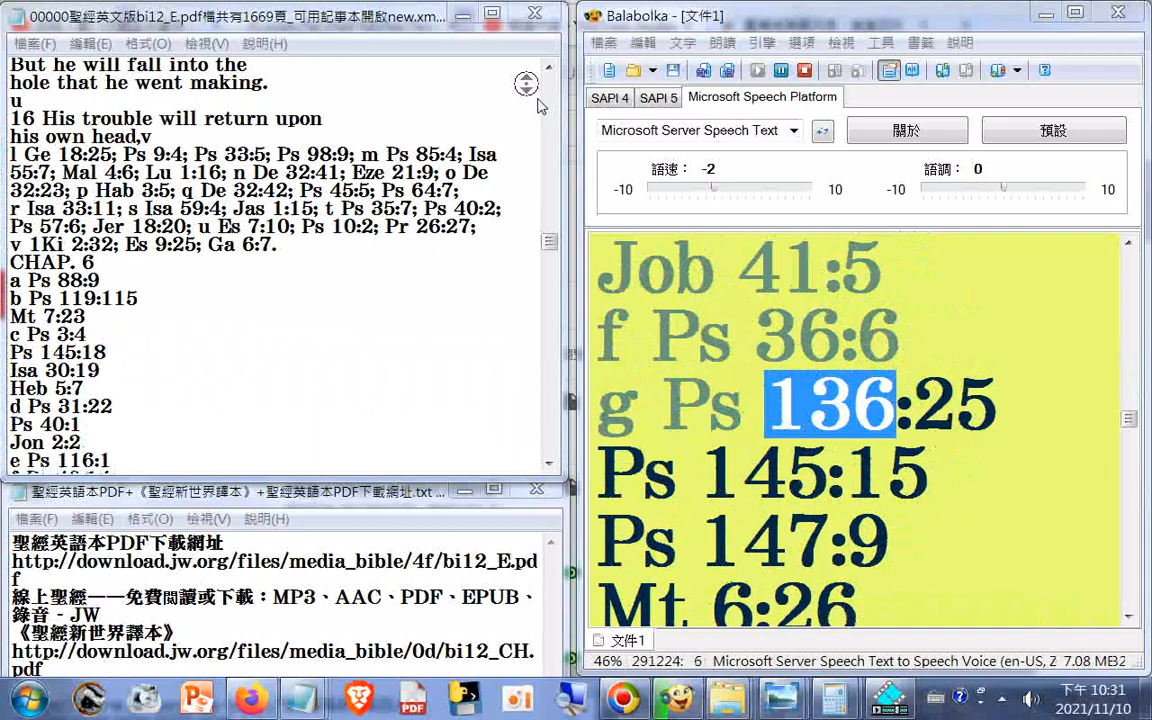 00000聖經英文版bi12_E.pdf檔共有1669頁_可用記事本開啟new.xm...
檔案(F) 編輯(E) 格式(O) 檢視(V) 說明(H)
But he will fall into the
hole that he went making.
u
16 His trouble will return upon
his own head,v
l Ge 18:25; Ps 9:4; Ps 33:5; Ps 98:9; m Ps 85:4; Isa
55:7; Mal 4:6; Lu 1:16; n De 32:41; Eze 21:9; o De
32:23; p Hab 3:5; q De 32:42; Ps 45:5; Ps 64:7;
r Isa 33:11; s Isa 59:4; Jas 1:15; t Ps 35:7; Ps 40:2;
Ps 57:6; Jer 18:20; u Es 7:10; Ps 10:2; Pr 26:27;
v 1Ki 2:32; Es 9:25; Ga 6:7.
CHAP. 6
a Ps 88:9
b Ps 119:115
Mt 7:23
c Ps 3:4
Ps 145:18
Isa 30:19
Heb 5:7
d Ps 31:22
Ps 40:1
Jon 2:2
e Ps 116:1
聖經英語本PDF+《聖經新世界譯本》+聖經英語本PDF下載網址.txt ...
檔案(F) 編輯(E) 格式(O) 檢視(V) 說明(H)
聖經英語本PDF下載網址
http://download.jw.org/files/media_bible/4f/bi12_E.pd
f
線上聖經——免費閱讀或下載：MP3、AAC、PDF、EPUB、
錄音 - JW
《聖經新世界譯本》
http://download.jw.org/files/media_bible/0d/bi12_CH.
pdf
Balabolka - [文件1]
檔案 編輯 文字 朗讀 引擎 選項 檢視 工具 書籤 說明
SAPI 4 SAPI 5 Microsoft Speech Platform
Microsoft Server Speech Text 關於 預設
語速： -2 語調： 0
-10 10 -10 10
Job 41:5
f Ps 36:6
g Ps 136:25
Ps 145:15
Ps 147:9
Mt 6:26
文件1
46% 291224: 6 Microsoft Server Speech Text to Speech Voice (en-US, Z 7.08 MB2
下午 10:31
2021/11/10